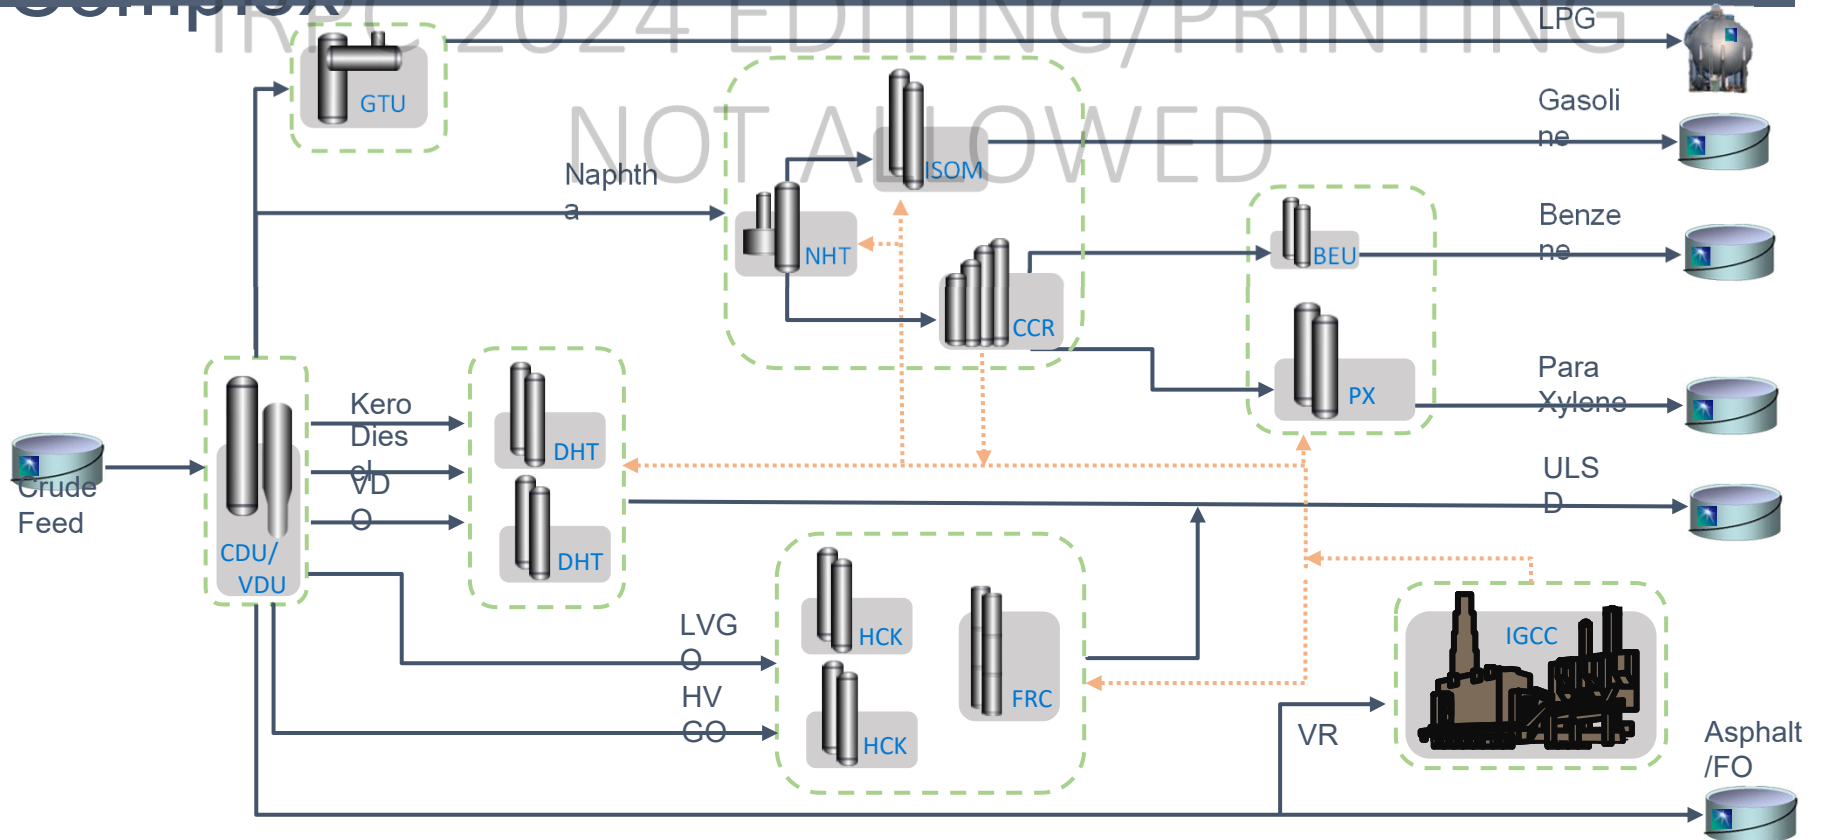 Complex
IRPC 2024 EDITING/PRINTING
NOT ALLOWED
LPG
GTU
Gasoli
ne
ISOM
Naphth
a
Benze
ne
NHT
BEU
CCR
Para
Xylene
PX
Kero
Dies
el
VD
O
DHT
ULS
D
Crude
Feed
CDU/
VDU
DHT
LVG
O
HCK
IGCC
HV
GO
FRC
HCK
VR
Asphalt
/FO